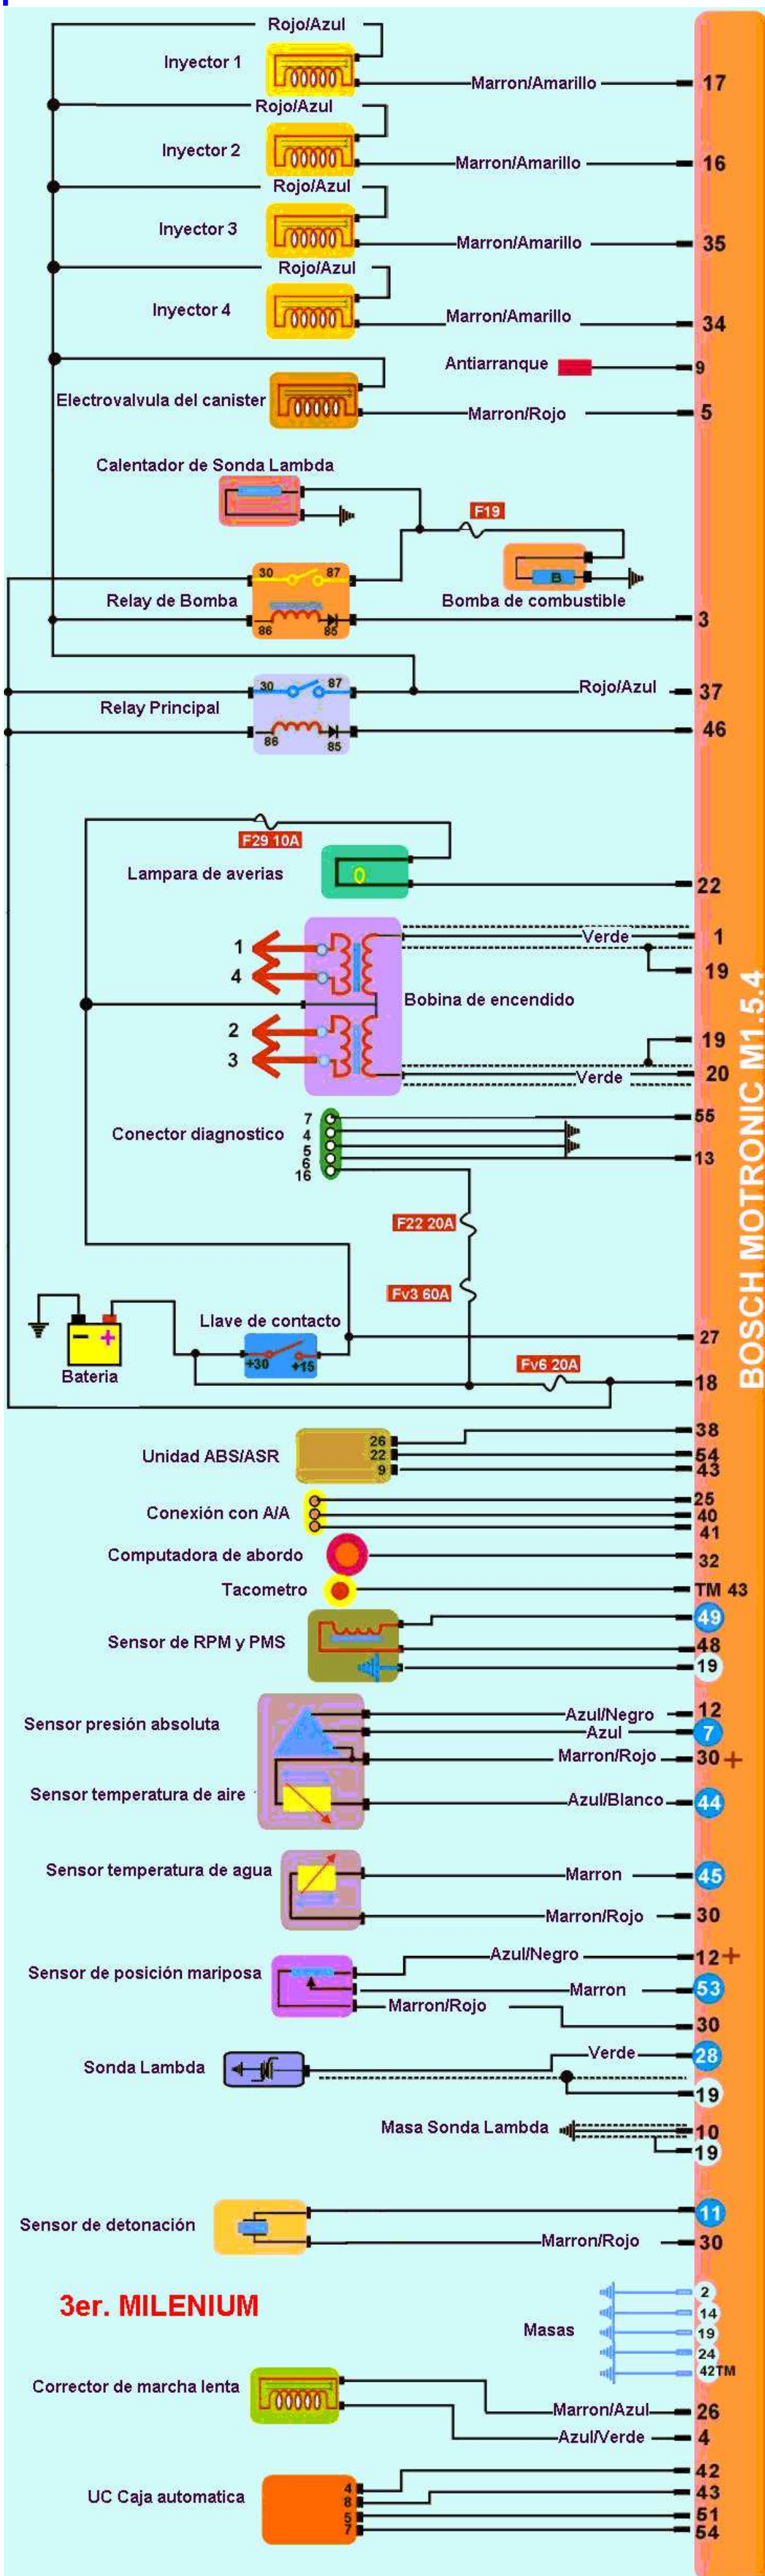 Rojo/Azul
Inyector 1
Marron/Amarillo 17
Rojo/Azul
Inyector 2
Marron/Amarillo 16
Rojo/Azul
Inyector 3
Marron/Amarillo 35
Rojo/Azul
Inyector 4
Marron/Amarillo 34
Antiarranque 9
Electrovalvula del canister
Marron/Rojo 5
Calentador de Sonda Lambda
F19
30 87
B
Relay de Bomba
Bomba de combustible
3
86 85
30 87
Rojo/Azul 37
Relay Principal
46
86 85
F29 10A
Lampara de averias
0
22
Verde 1
1
4
19
Bobina de encendido
2
19
3
Verde 20
BOSCH MOTRONIC M1.5.4
7 55
Conector diagnostico 4
5
6 13
16
F22 20A
Fv3 60A
Llave de contacto
27
+30 +15
Fv6 20A
Bateria
- +
18
38
26
Unidad ABS/ASR 22 54
9 43
25
Conexión con A/A 40
41
Computadora de abordo 32
Tacometro TM 43
49
Sensor de RPM y PMS 48
19
Azul/Negro 12
Sensor presión absoluta
Azul 7
Marron/Rojo 30+
Sensor temperatura de aire
Azul/Blanco 44
Sensor temperatura de agua
Marron 45
Marron/Rojo 30
Azul/Negro 12+
Sensor de posición mariposa
Marron 53
Marron/Rojo
30
Verde 28
Sonda Lambda
19
Masa Sonda Lambda 10
19
11
Sensor de detonación
Marron/Rojo 30
3er. MILENIUM
2
14
Masas 19
24
42TM
Corrector de marcha lenta
Marron/Azul 26
Azul/Verde 4
42
4
UC Caja automatica 8 43
5 51
7 54